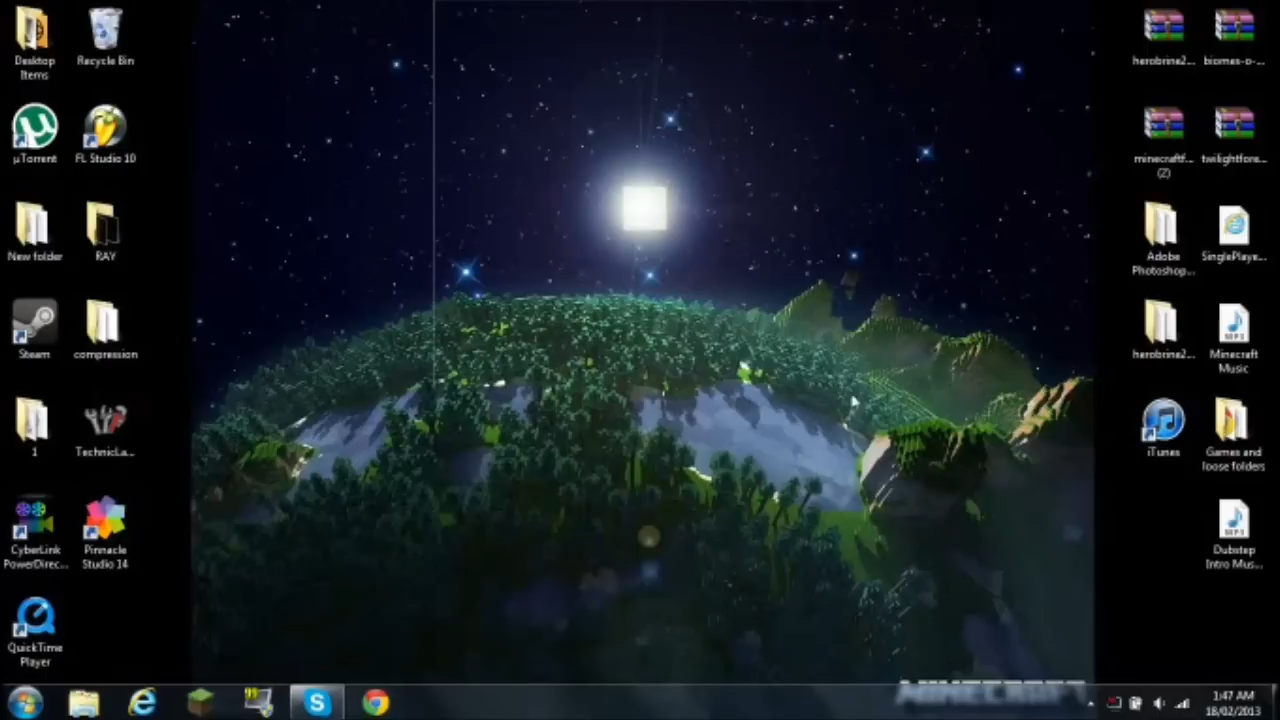 Desktop
Items
Recycle Bin
µTorrent
FL Studio 10
New folder
RAY
Steam
compression
1
TechnicLa...
CyberLink
PowerDirec...
Pinnacle
Studio 14
QuickTime
Player
herobrine2...
biomes-o-...
minecraftf...
(2)
twilightfore...
Adobe
Photoshop...
SinglePlaye...
herobrine2...
Minecraft
Music
iTunes
Games and
loose folders
Dubstep
Intro Mus...
MINECRAFT
99
1:47 AM
18/02/2013